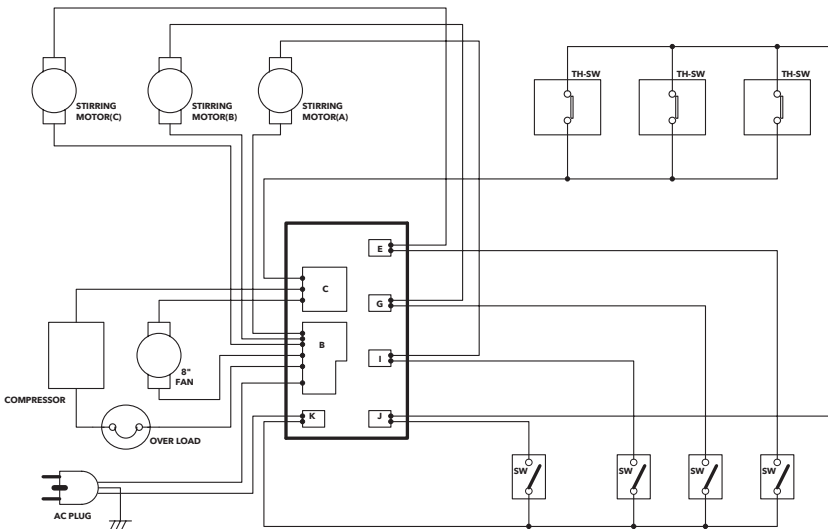 TH-SW
TH-SW
TH-SW
STIRRING
MOTOR(C)
STIRRING
MOTOR(B)
STIRRING
MOTOR(A)
E
C
G
B
I
8"
FAN
COMPRESSOR
K
J
OVER LOAD
SW
SW
SW
SW
AC PLUG